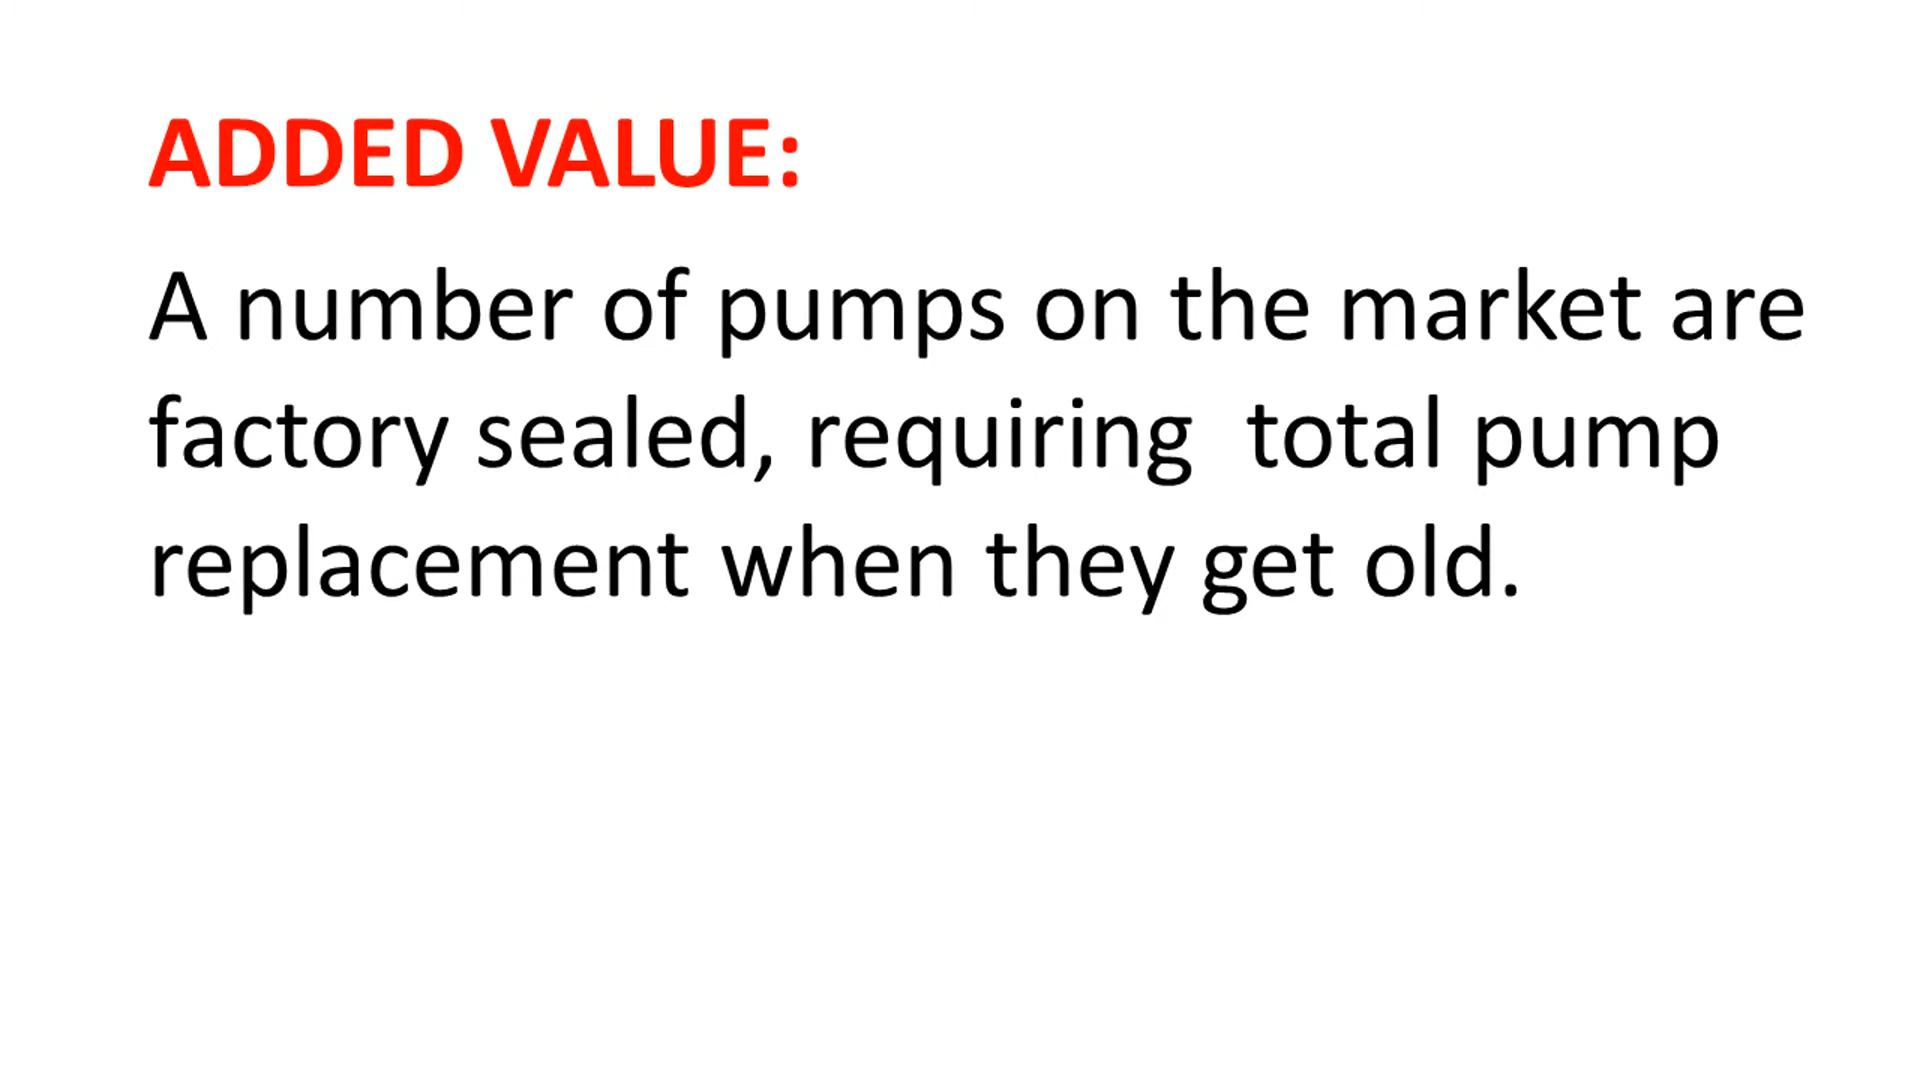 ADDED VALUE:
A number of pumps on the market are
factory sealed, requiring  total pump
replacement when they get old.